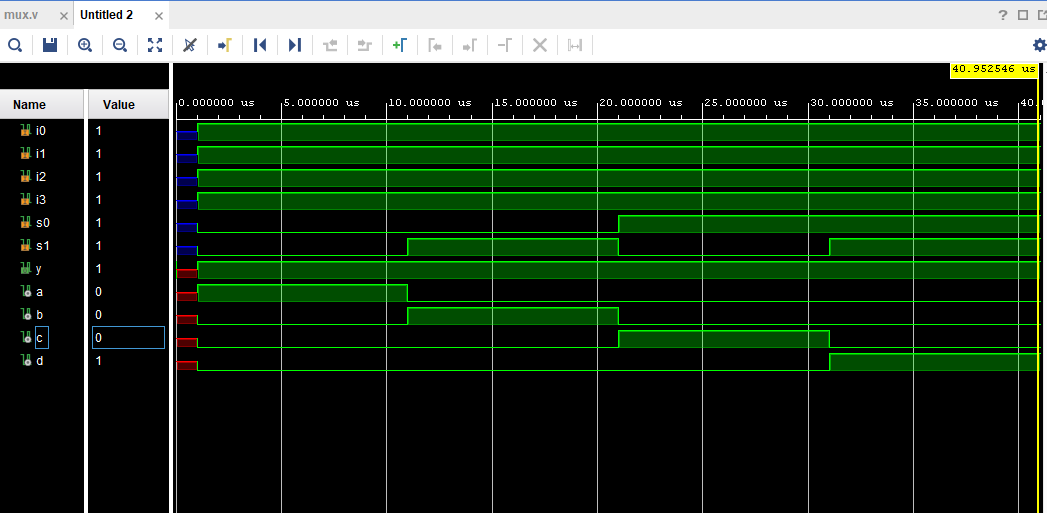 mux.v × Untitled 2 ×
?
40.952546 us
Name Value
0.000000 us 5.000000 us 10.000000 us 15.000000 us 20.000000 us 25.000000 us 30.000000 us 35.000000 us 40.
i0 1
i1 1
i2 1
i3 1
s0 1
s1 1
y 1
a 0
b 0
c 0
d 1